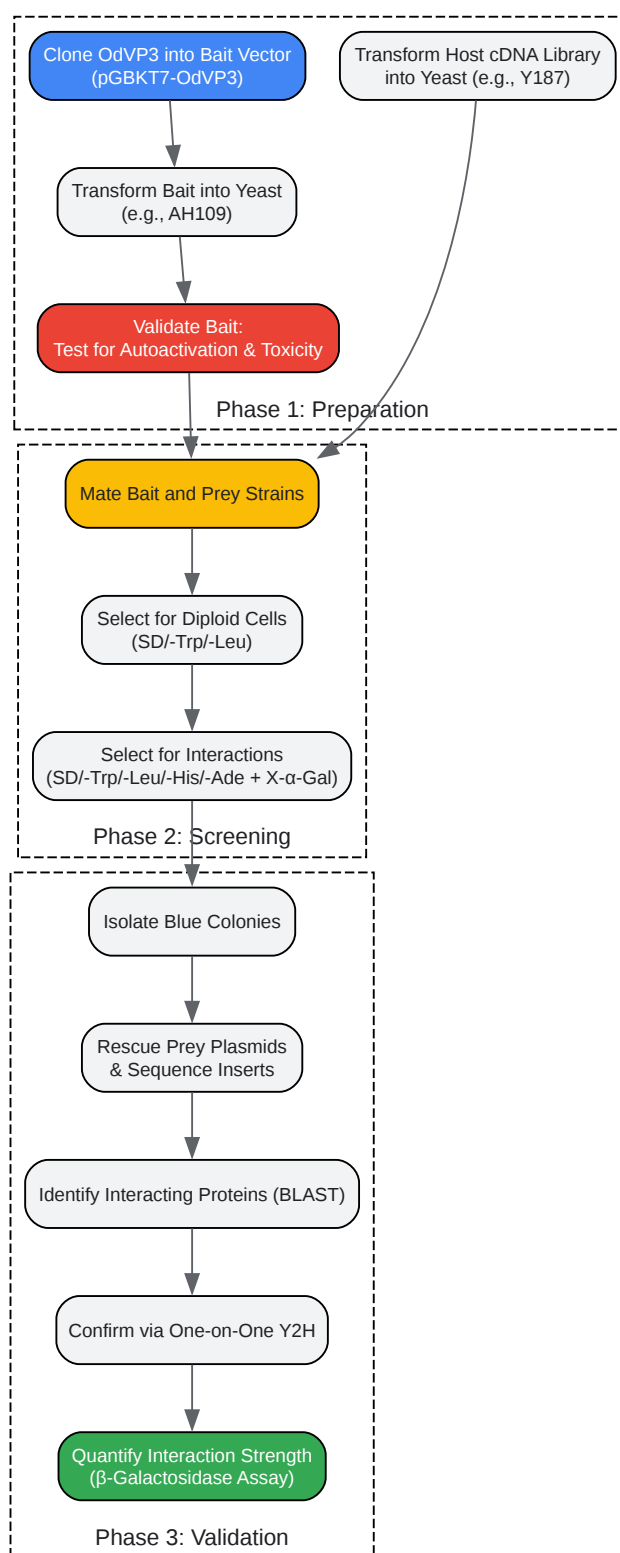 Clone OdVP3 into Bait Vector
(pGBKT7-OdVP3)
Transform Host cDNA Library
into Yeast (e.g., Y187)
Transform Bait into Yeast
(e.g., AH109)
Validate Bait:
Test for Autoactivation & Toxicity
Phase 1: Preparation
Mate Bait and Prey Strains
Select for Diploid Cells
(SD/-Trp/-Leu)
Select for Interactions
(SD/-Trp/-Leu/-His/-Ade + X-α-Gal)
Phase 2: Screening
Isolate Blue Colonies
Rescue Prey Plasmids
& Sequence Inserts
Identify Interacting Proteins (BLAST)
Confirm via One-on-One Y2H
Quantify Interaction Strength
(β-Galactosidase Assay)
Phase 3: Validation